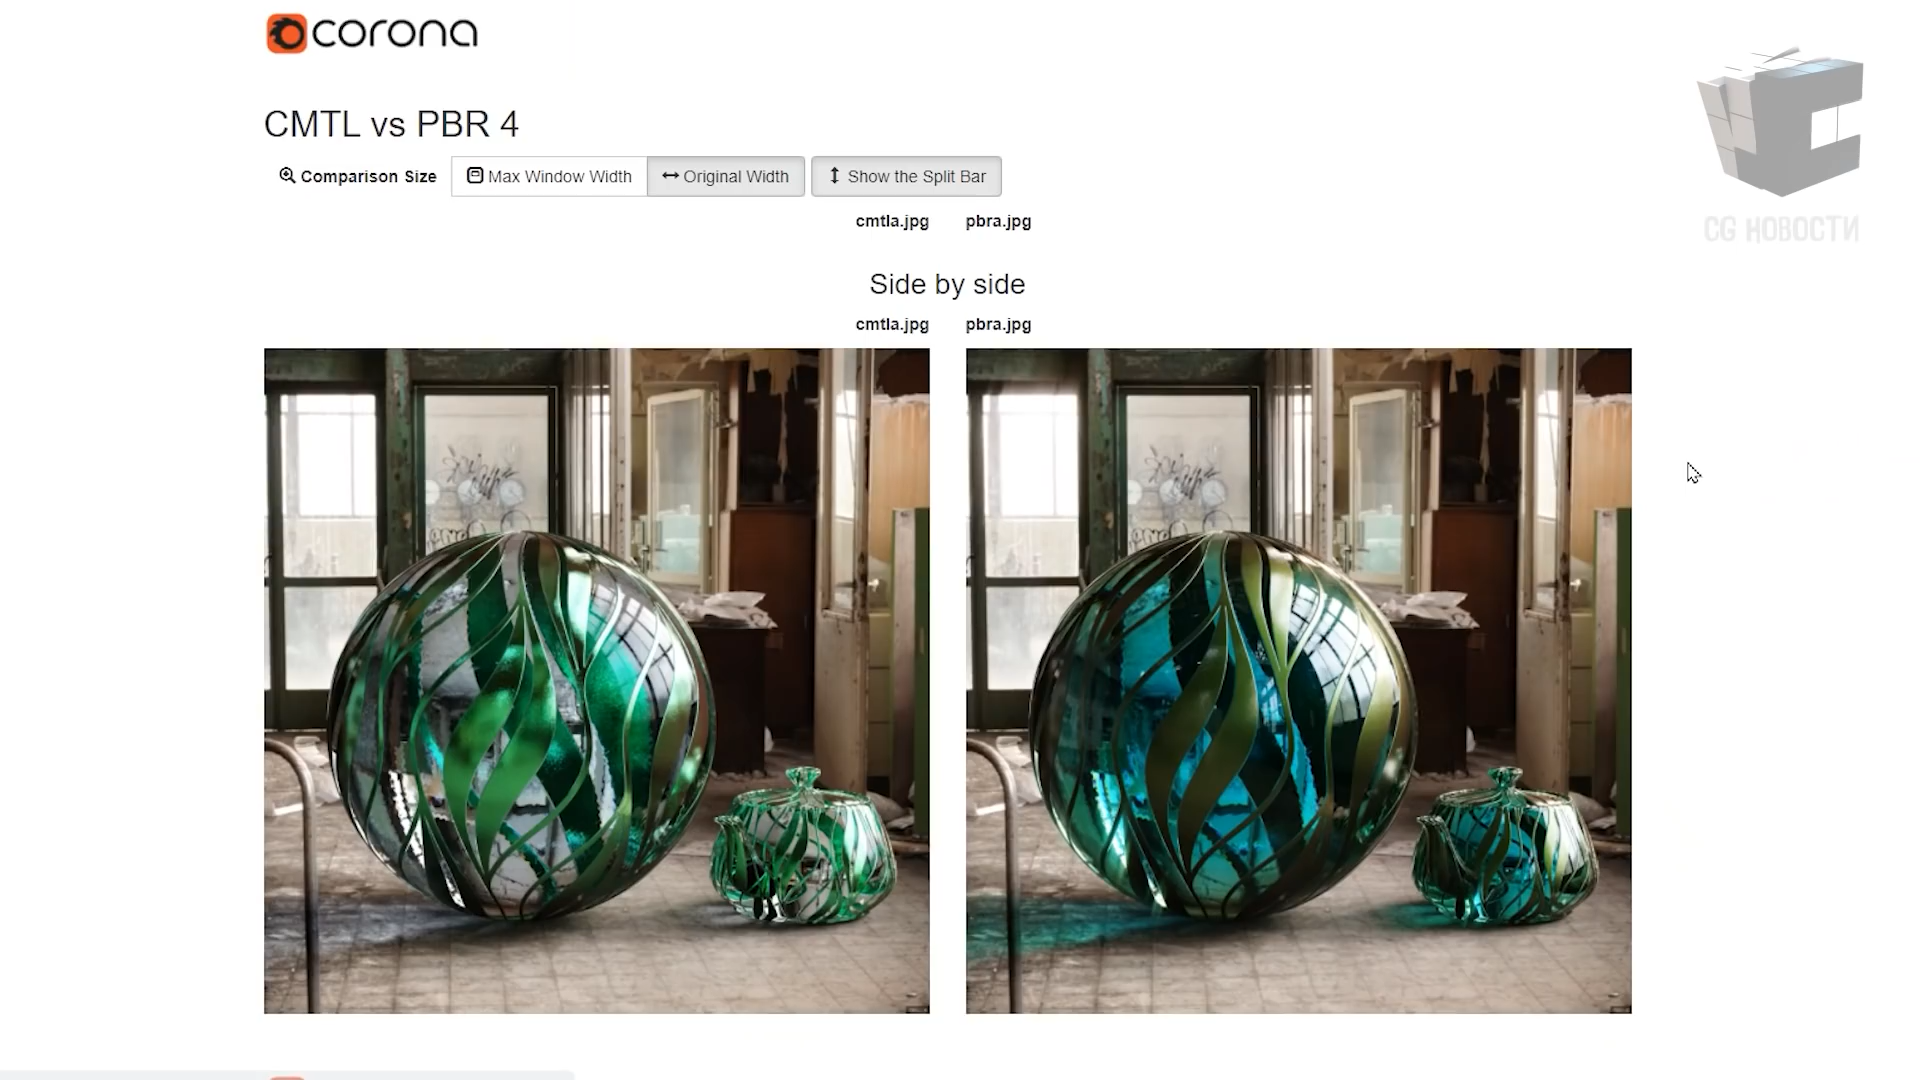 corona
CMTL vs PBR 4
Comparison Size
Max Window Width
Original Width
Show the Split Bar
cmtla.jpg
pbra.jpg
CG НОВОСТИ
Side by side
cmtla.jpg
pbra.jpg